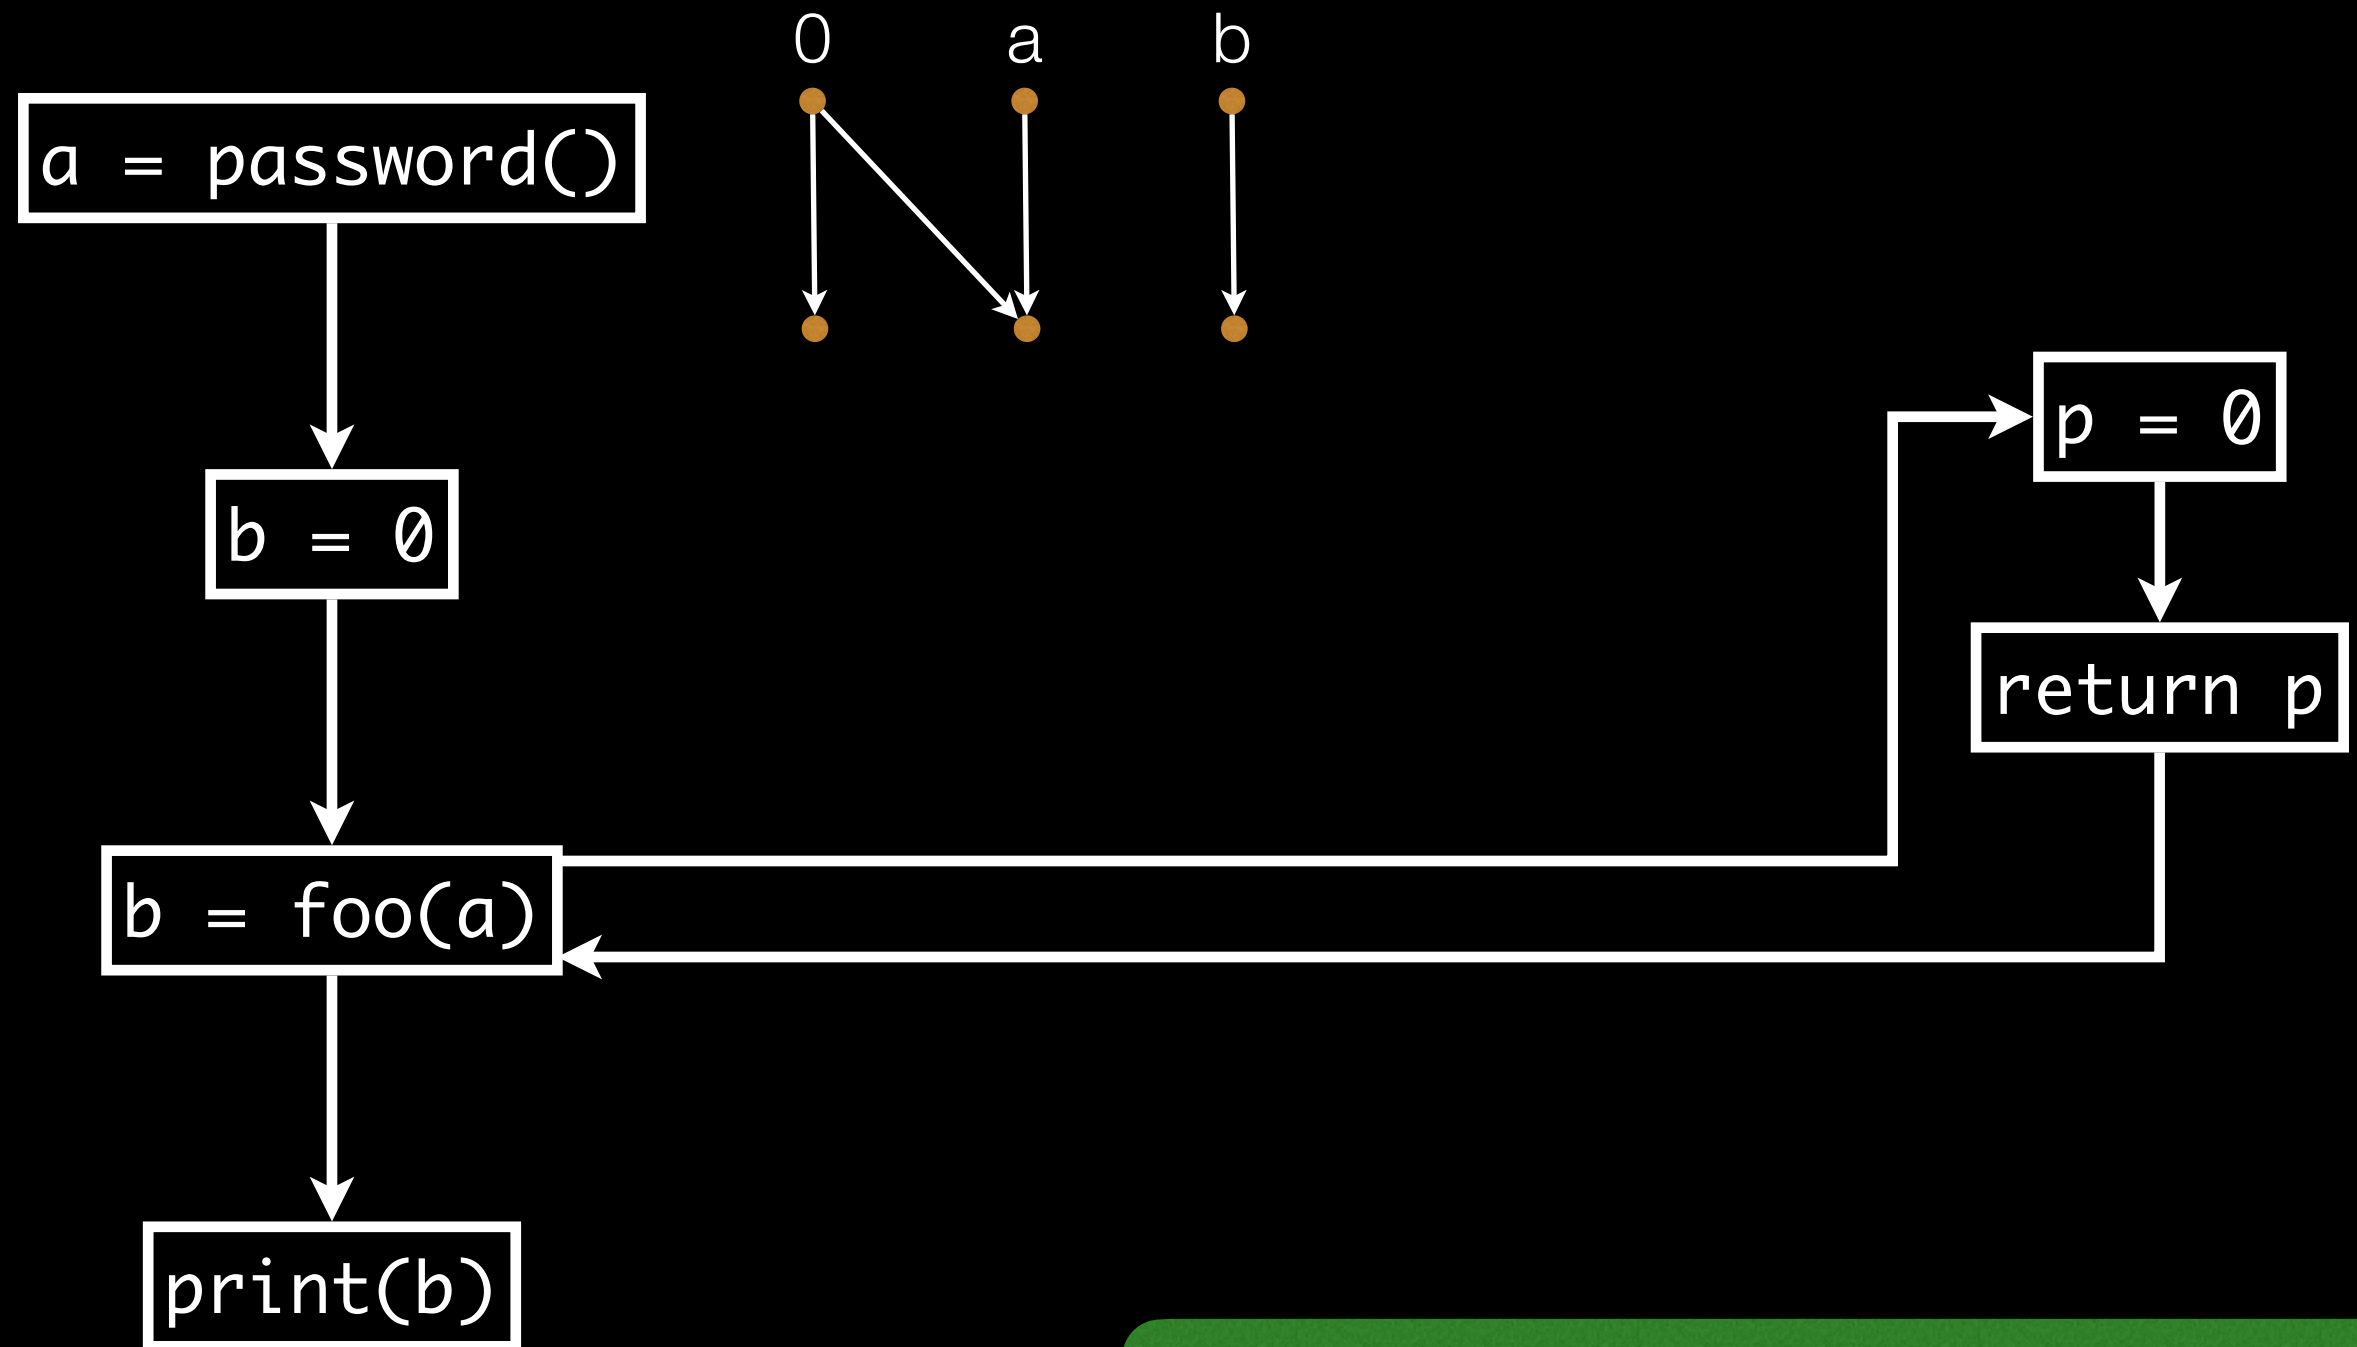 0 a b
a = password()
p = 0
b = 0
return p
b = foo(a)
print(b)